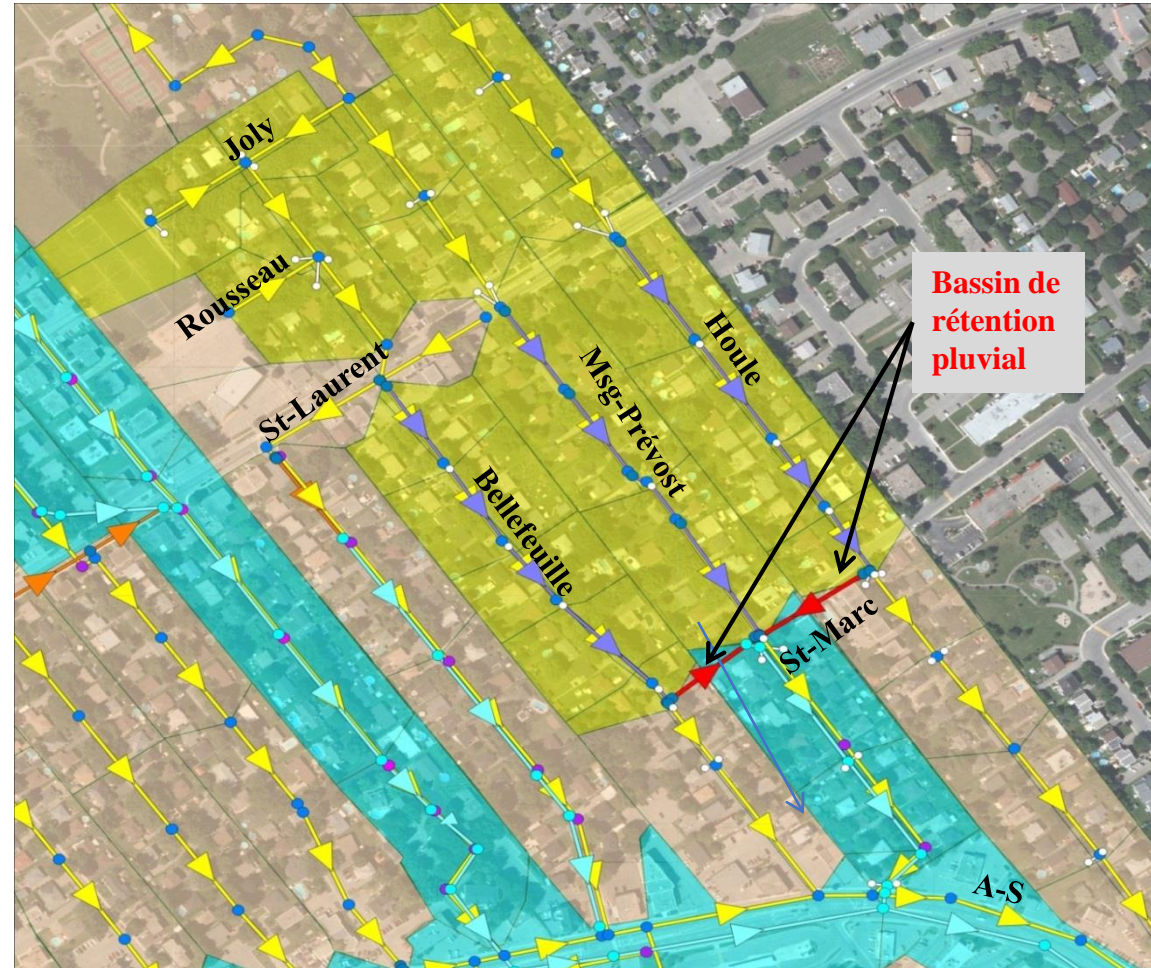 Joly
Rousseau
St-Laurent
Bellefeuille
Msg-Prévost
Houle
Bassin de
rétention
pluvial
St-Marc
A-S